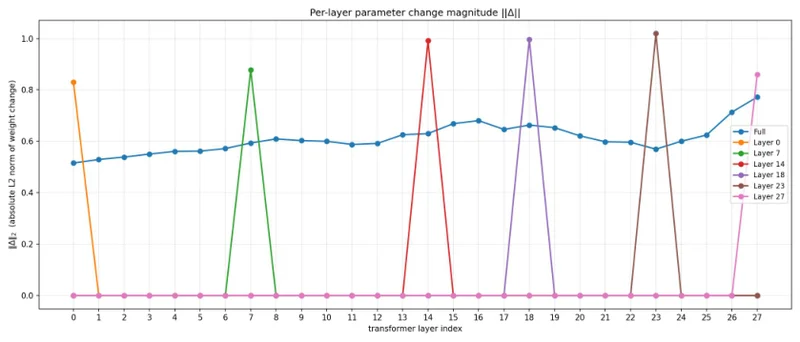 Per-layer parameter change magnitude ||Δ||
‖Δ‖₂ (absolute L2 norm of weight change)
1.0
0.8
0.6
0.4
0.2
0.0
Full
Layer 0
Layer 7
Layer 14
Layer 18
Layer 23
Layer 27
0 1 2 3 4 5 6 7 8 9 10 11 12 13 14 15 16 17 18 19 20 21 22 23 24 25 26 27
transformer layer index